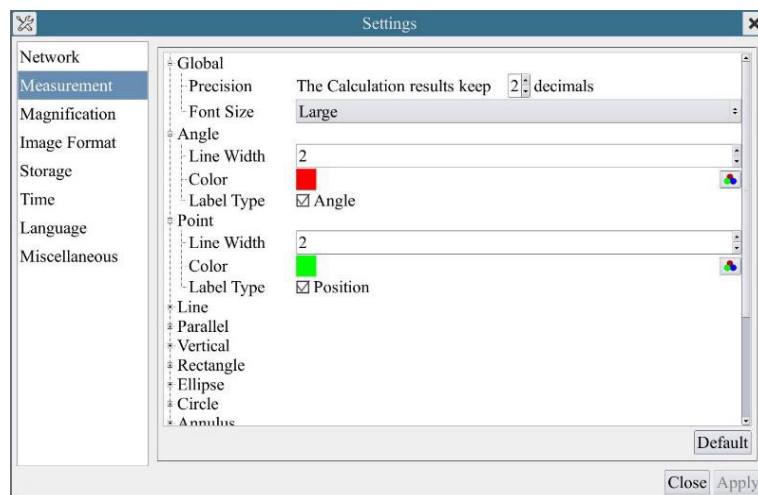 Settings
Network
Measurement
Magnification
Image Format
Storage
Time
Language
Miscellaneous
Global
Precision The Calculation results keep 2 decimals
Font Size Large
Angle
Line Width 2
Color
Label Type Angle
Point
Line Width 2
Color
Label Type Position
Line
Parallel
Vertical
Rectangle
Ellipse
Circle
Annulus
Default
Close Apply